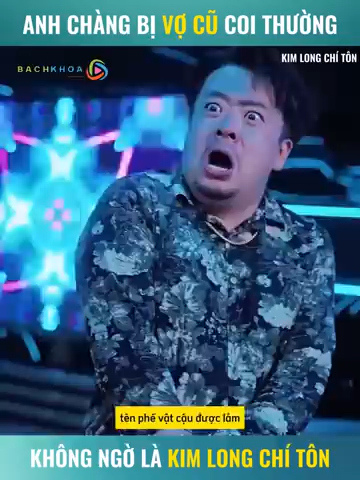 ANH CHÀNG BỊ VỢ CŨ COI THƯỜNG
KIM LONG CHÍ TÔN
BACHKHOA
tên phế vật cậu được lắm
KHÔNG NGỜ LÀ KIM LONG CHÍ TÔN